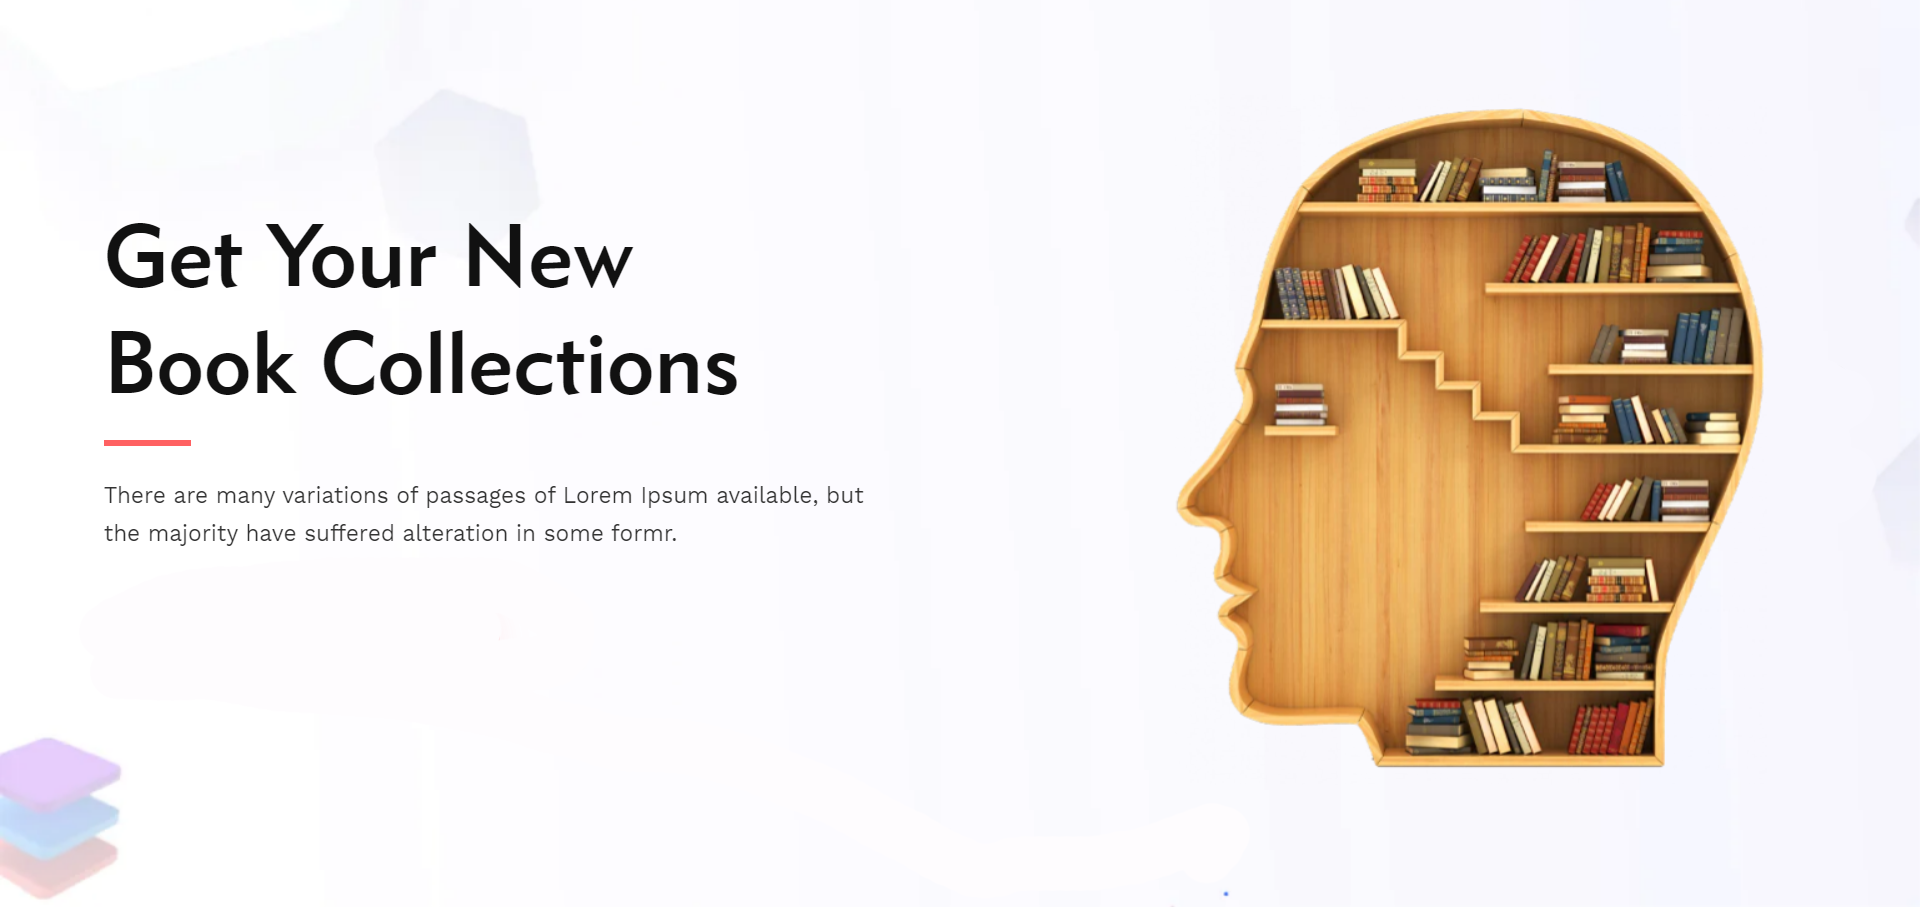 Get Your New
Book Collections
There are many variations of passages of Lorem Ipsum available, but
the majority have suffered alteration in some formr.